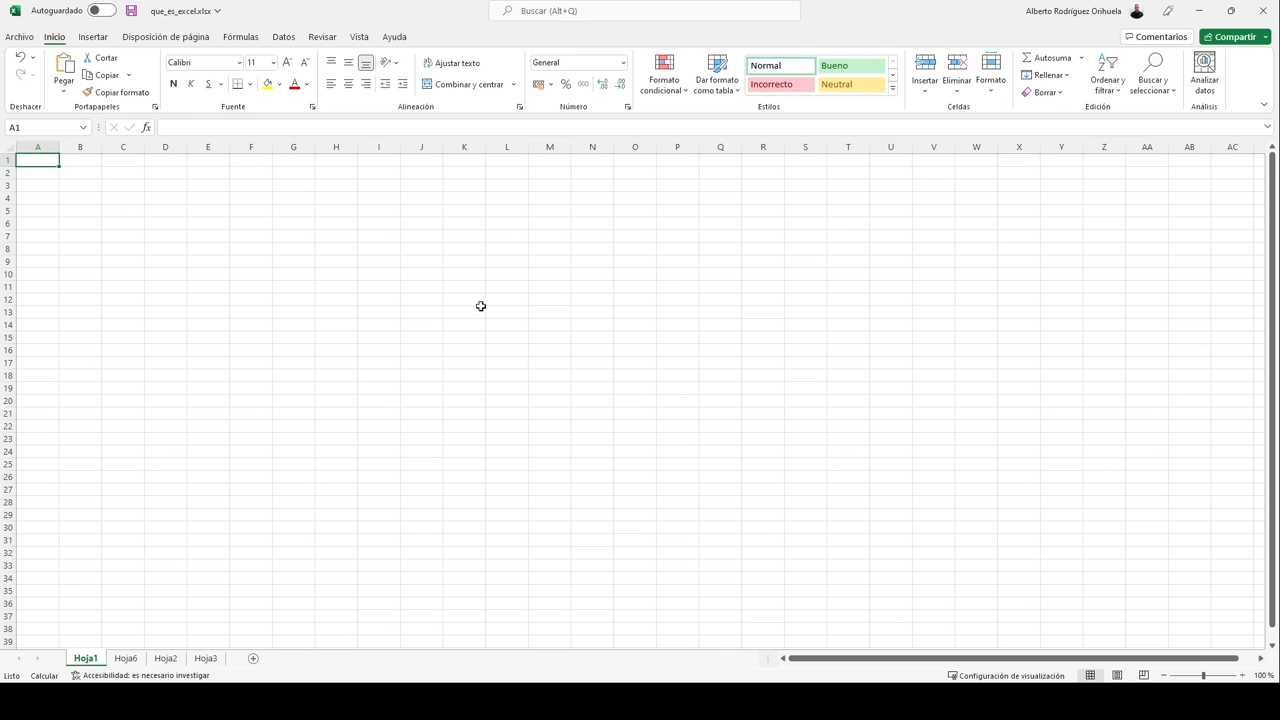 Autoguardado
que_es_excel.xlsx
Buscar (Alt+Q)
Alberto Rodríguez Orihuela
Archivo
Inicio
Insertar
Disposición de página
Fórmulas
Datos
Revisar
Vista
Ayuda
Comentarios
Compartir
Deshacer
Pegar
Cortar
Copiar
Copiar formato
Portapapeles
Calibri
11
N K S
Fuente
Ajustar texto
Combinar y centrar
Alineación
General
% 000
Número
Formato
condicional
Dar formato
como tabla
Normal
Bueno
Incorrecto
Neutral
Estilos
Insertar
Eliminar
Formato
Celdas
Autosuma
Rellenar
Borrar
Ordenar y
filtrar
Buscar y
seleccionar
Edición
Analizar
datos
Análisis
A1
fx
A B C D E F G H I J K L M N O P Q R S T U V W X Y Z AA AB AC
1
2
3
4
5
6
7
8
9
10
11
12
13
14
15
16
17
18
19
20
21
22
23
24
25
26
27
28
29
30
31
32
33
34
35
36
37
38
39
Hoja1
Hoja6
Hoja2
Hoja3
Listo
Calcular
Accesibilidad: es necesario investigar
Configuración de visualización
100 %